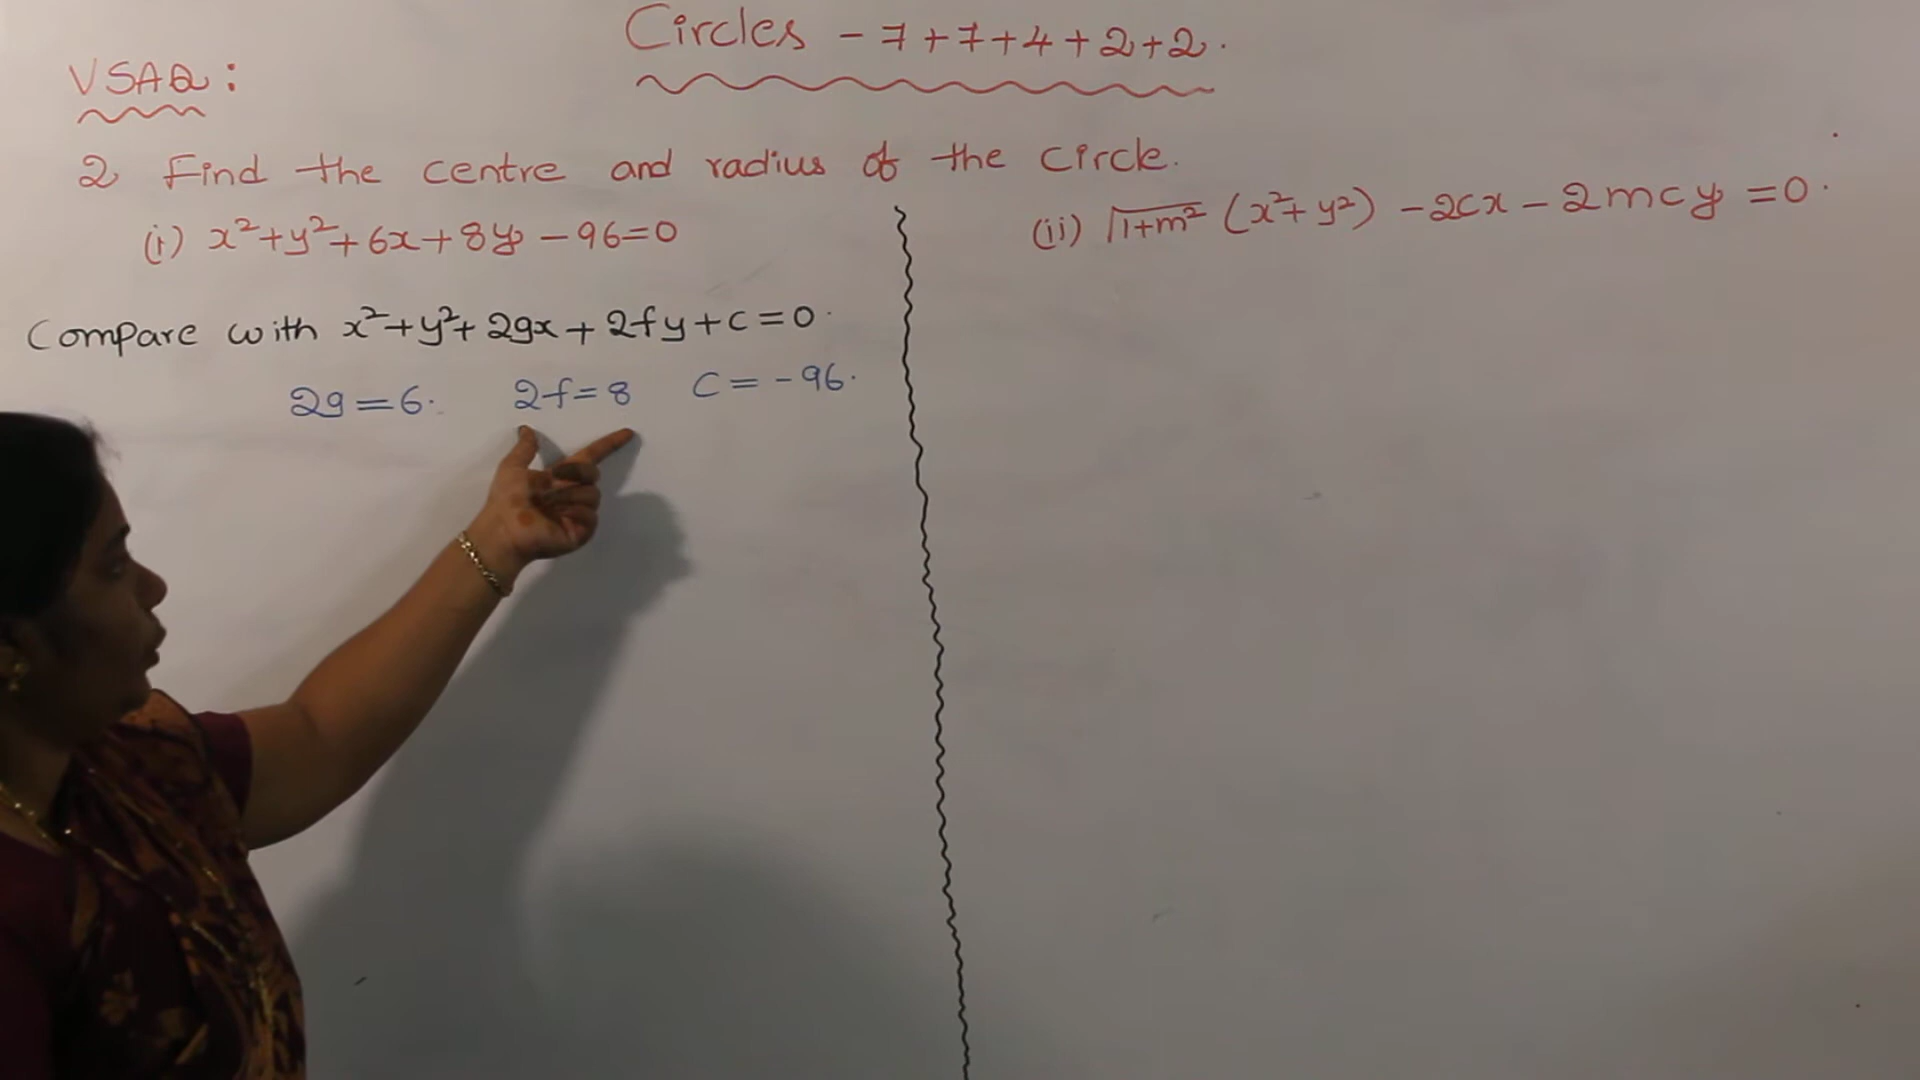 Circles - 7+7+4+2+2.
VSAQ:
2 Find the centre and radius of the circle.
(i) x²+y²+6x+8y-96=0
(ii) √1+m² (x²+y²) -2cx - 2mcy =0.
Compare with x²+y²+2gx+2fy+c=0.
2g=6. 2f=8 C=-96.